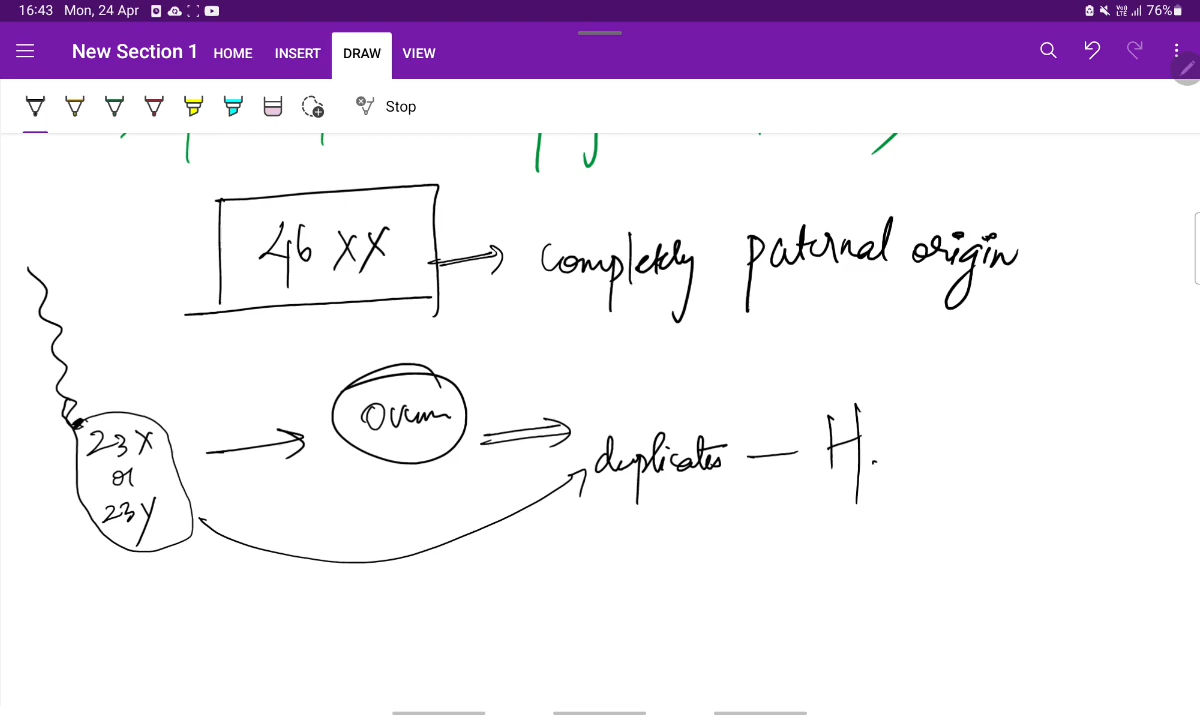 16:43 Mon, 24 Apr 76%
New Section 1 HOME INSERT DRAW VIEW
Stop
46 XX → completely paternal origin
23X
or
23Y
Ovum
duplicates — H.